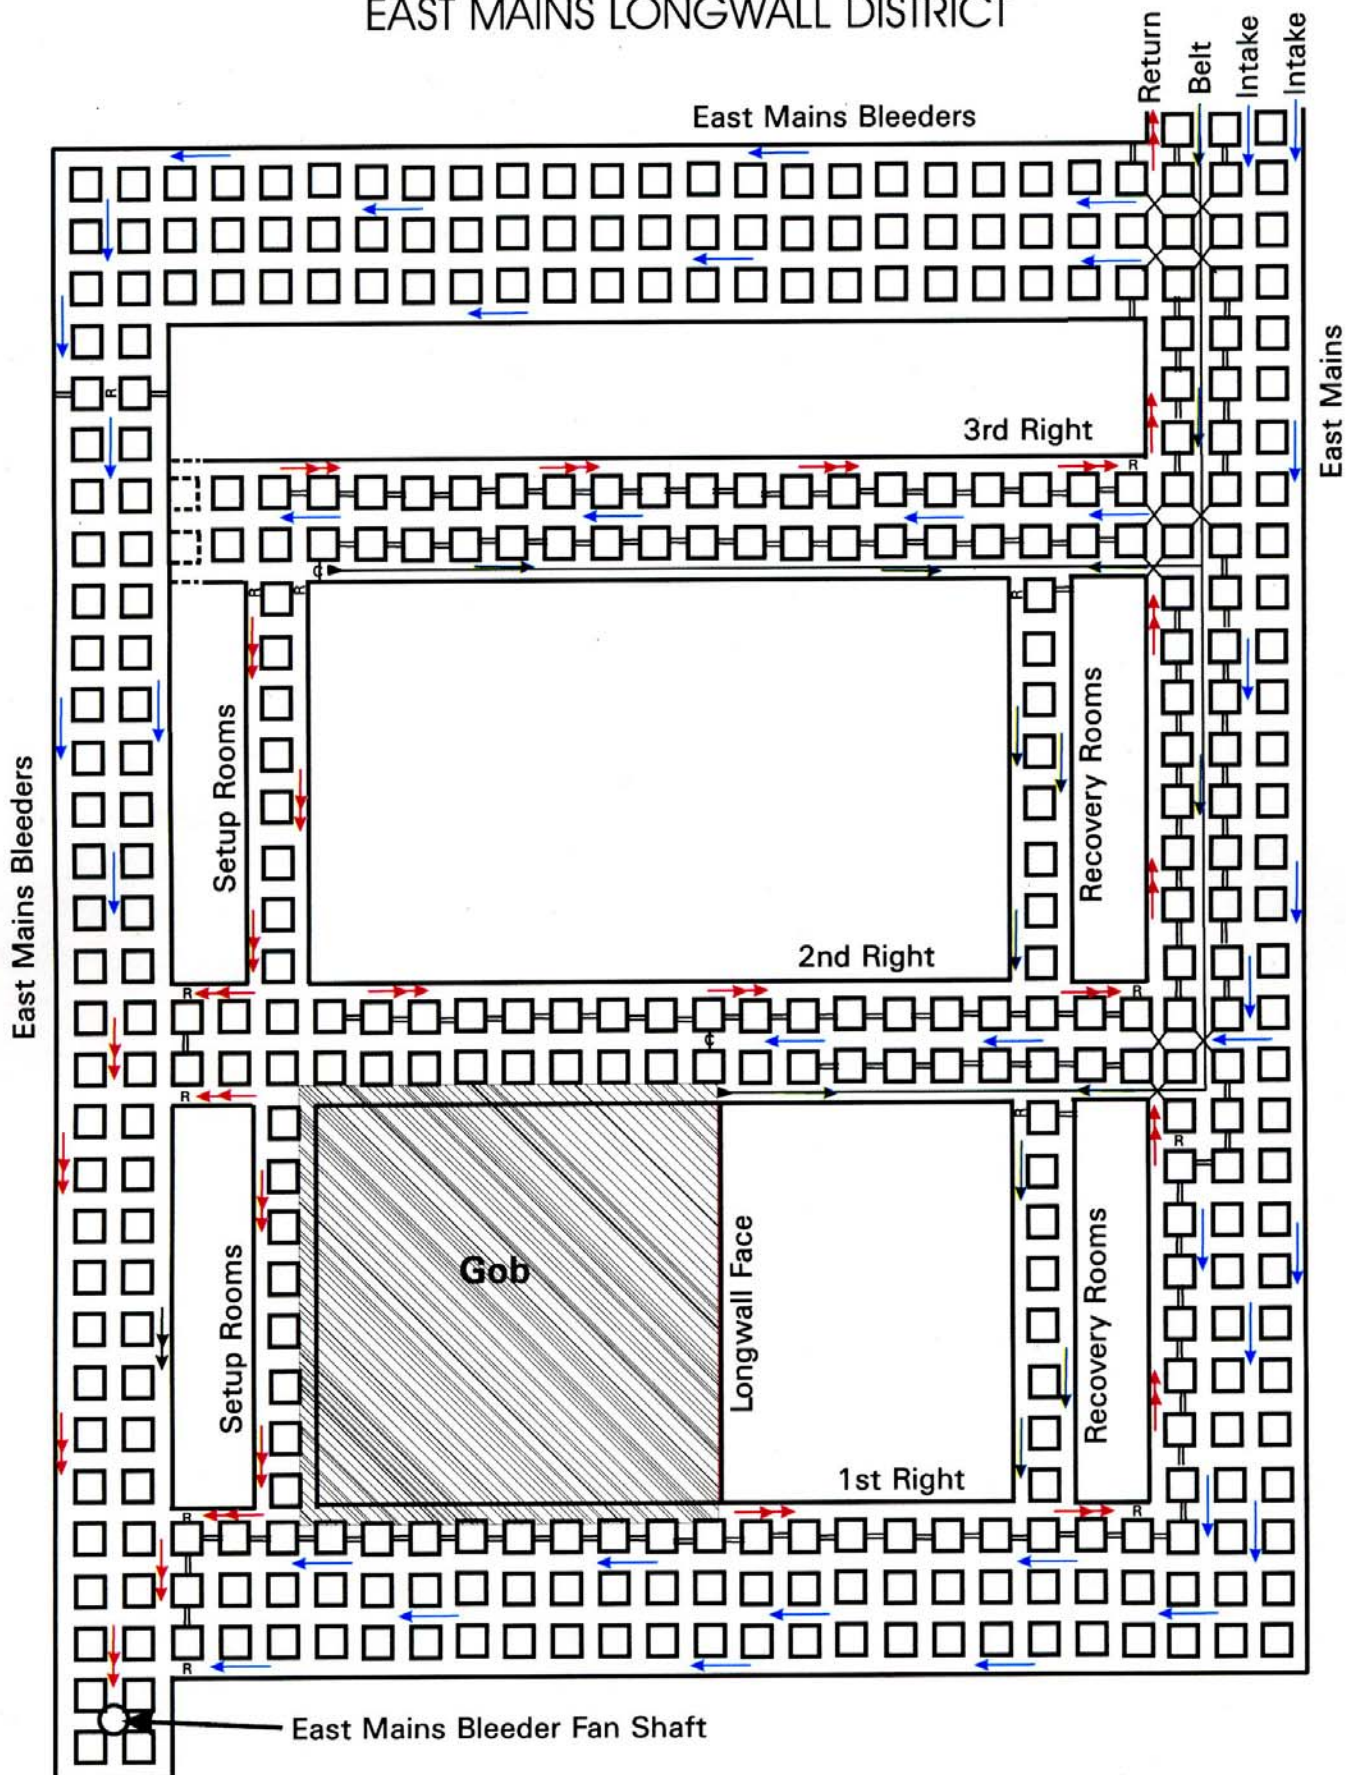 EAST MAINS LONGWALL DISTRICT
Return
Belt
Intake
Intake
East Mains Bleeders
East Mains
R
3rd Right
R
C
R
R
R
Setup Rooms
Recovery Rooms
East Mains Bleeders
2nd Right
R
R
C
R
R
R
Gob
Longwall Face
Setup Rooms
Recovery Rooms
1st Right
R
R
R
East Mains Bleeder Fan Shaft